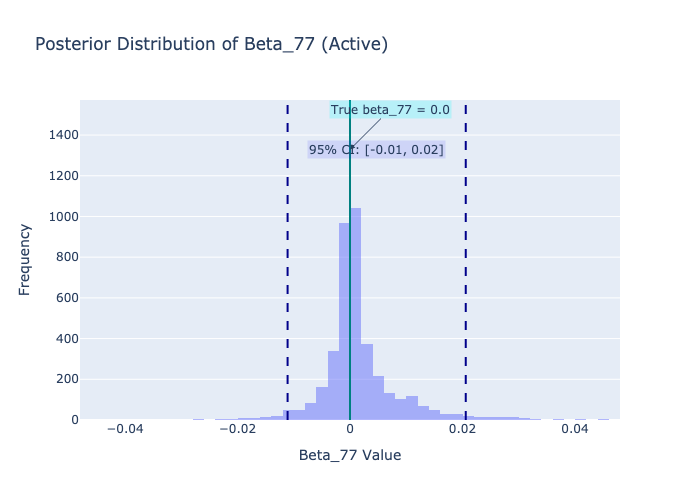 Posterior Distribution of Beta_77 (Active)
True beta_77 = 0.0
95% CI: [-0.01, 0.02]
1400
1200
1000
800
600
400
200
0
Frequency
−0.04
−0.02
0
0.02
0.04
Beta_77 Value